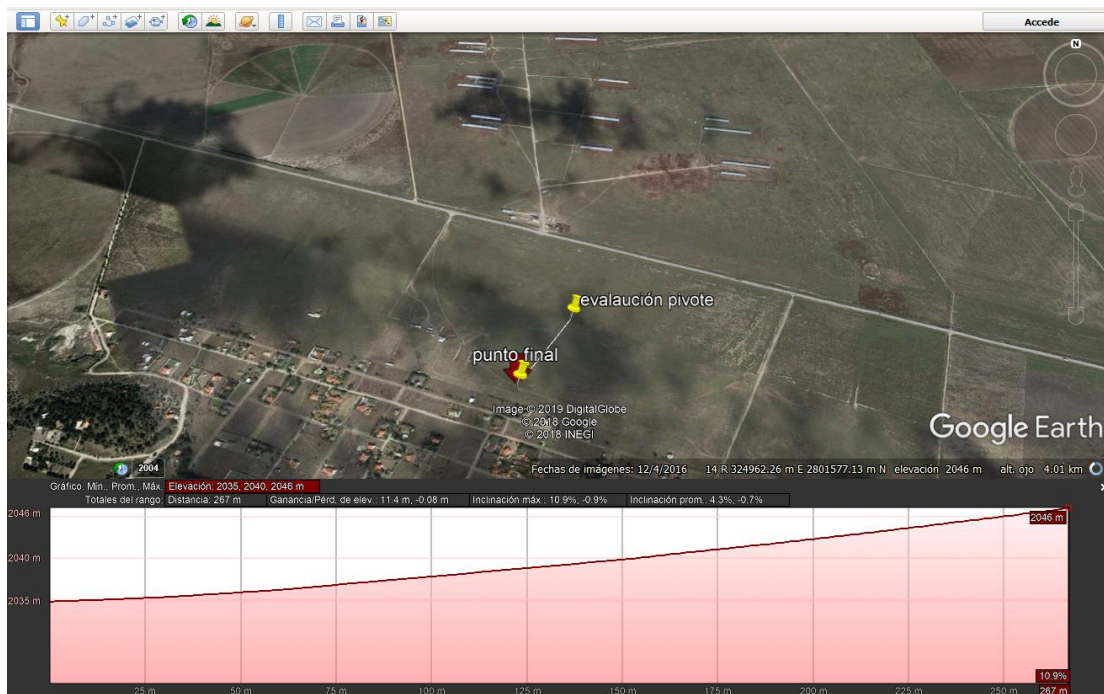 Accede
N
evalaución pivote
punto final
Image © 2019 DigitalGlobe
© 2018 Google
© 2018 INEGI
Google Earth
2004
Fechas de imágenes: 12/4/2016 14 R 324962.26 m E 2801577.13 m N elevación 2046 m alt. ojo 4.01 km
Gráfico: Mín., Prom., Máx. Elevación: 2035, 2040, 2046 m
Totales del rango: Distancia: 267 m Ganancia/Pérd. de elev.: 11.4 m, -0.08 m Inclinación máx.: 10.9%, -0.9% Inclinación prom.: 4.3%, -0.7%
2046 m
2046 m
2040 m
2035 m
10.9%
25 m 50 m 75 m 100 m 125 m 150 m 175 m 200 m 225 m 250 m 267 m